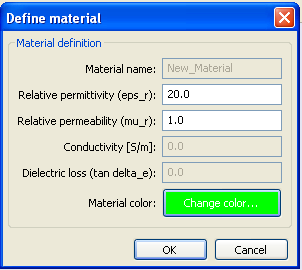 Define material
Material definition
Material name: New_Material
Relative permittivity (eps_r): 20.0
Relative permeability (mu_r): 1.0
Conductivity [S/m]: 0.0
Dielectric loss (tan delta_e): 0.0
Material color: Change color...
OK Cancel